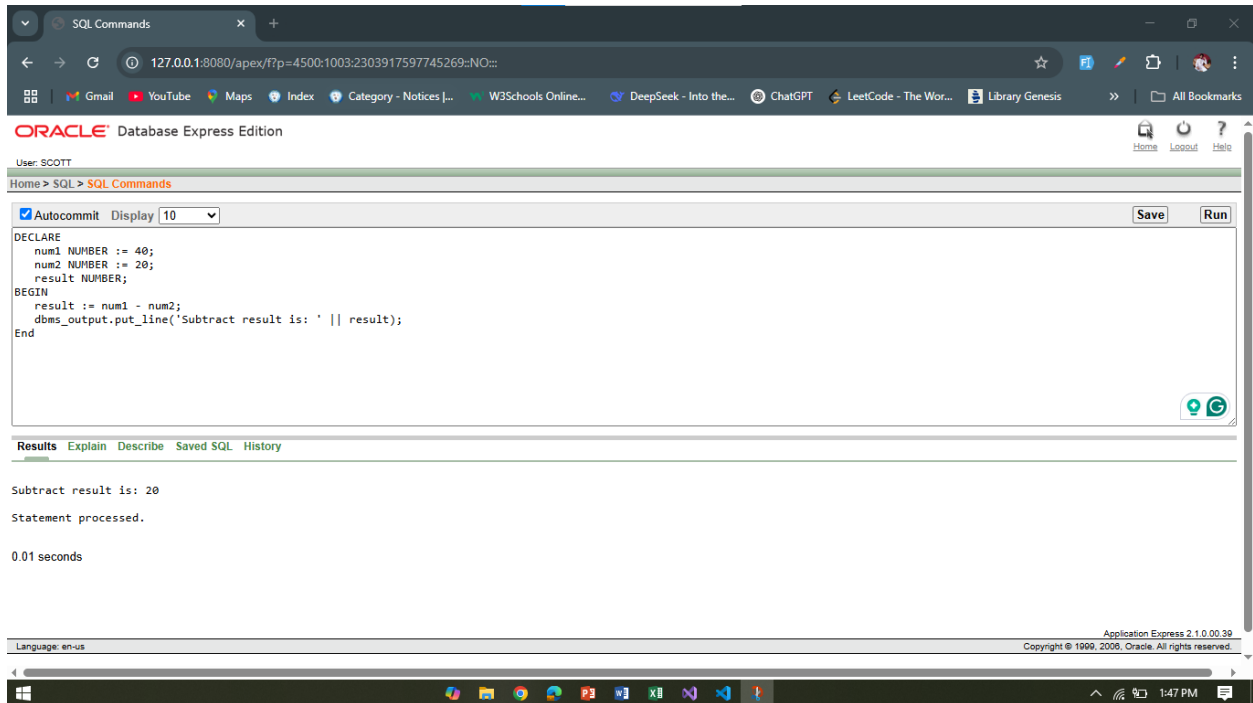 SQL Commands
127.0.0.1:8080/apex/f?p=4500:1003:2303917597745269::NO:::
Gmail YouTube Maps Index Category - Notices |... W3Schools Online... DeepSeek - Into the... ChatGPT LeetCode - The Wor... Library Genesis » All Bookmarks
ORACLE Database Express Edition
Home Logout Help
User: SCOTT
Home > SQL > SQL Commands
Autocommit Display 10 Save Run
DECLARE
num1 NUMBER := 40;
num2 NUMBER := 20;
result NUMBER;
BEGIN
result := num1 - num2;
dbms_output.put_line('Subtract result is: ' || result);
End
Results Explain Describe Saved SQL History
Subtract result is: 20
Statement processed.
0.01 seconds
Application Express 2.1.0.00.39
Language: en-us Copyright © 1999, 2006, Oracle. All rights reserved.
1:47 PM